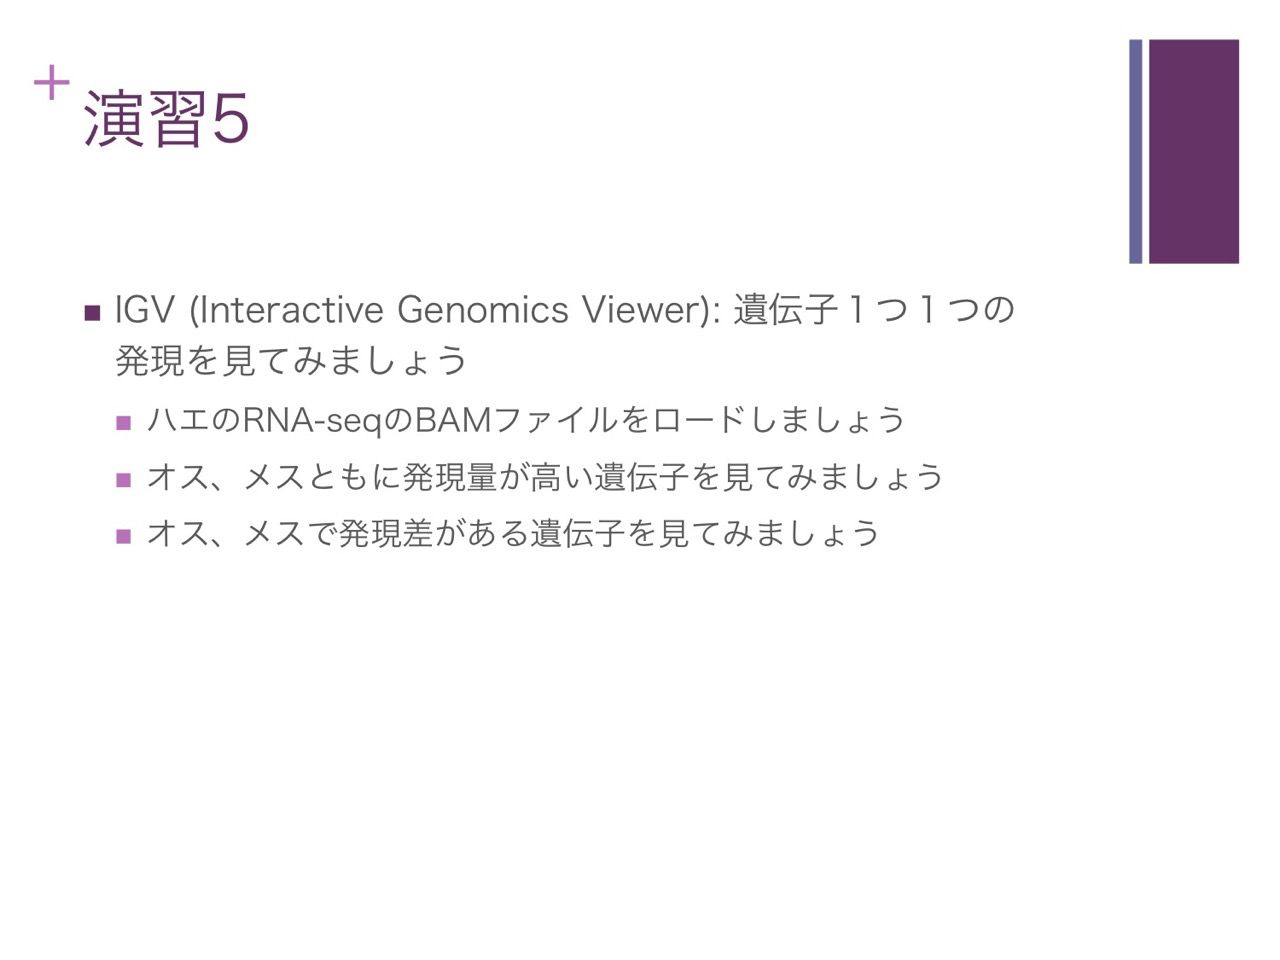 演習5
IGV (Interactive Genomics Viewer): 遺伝子１つ１つの
発現を見てみましょう
ハエのRNA-seqのBAMファイルをロードしましょう
オス、メスともに発現量が高い遺伝子を見てみましょう
オス、メスで発現差がある遺伝子を見てみましょう